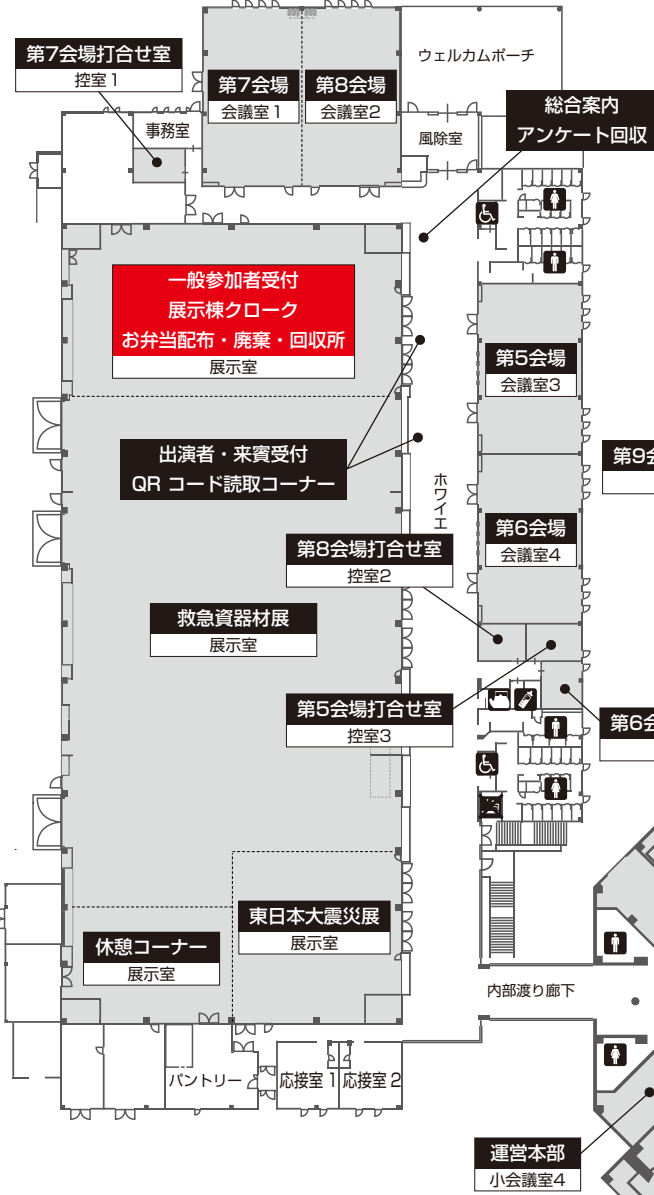 ウェルカムポーチ
第7会場打合せ室
控室1
第7会場
会議室1
第8会場
会議室2
総合案内
アンケート回収
事務室
風除室
一般参加者受付
展示棟クローク
お弁当配布・廃棄・回収所
展示室
第5会場
会議室3
出演者・来賓受付
QR コード読取コーナー
第9会
ホワイエ
第6会場
会議室4
第8会場打合せ室
控室2
救急資器材展
展示室
第5会場打合せ室
控室3
第6会
東日本大震災展
展示室
休憩コーナー
展示室
内部渡り廊下
パントリー
応接室1
応接室2
運営本部
小会議室4